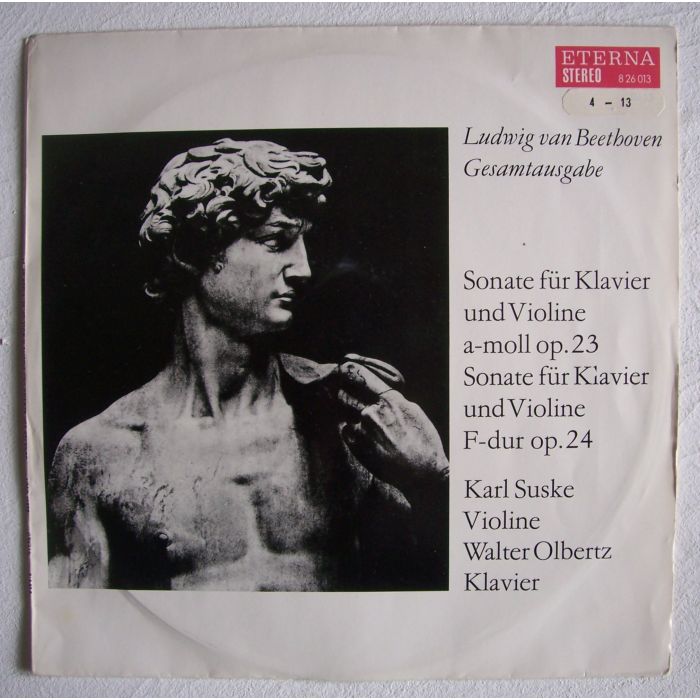 ETERNA
STEREO 8 26 013
4 – 13
Ludwig van Beethoven
Gesamtausgabe
Sonate für Klavier
und Violine
a-moll op. 23
Sonate für Klavier
und Violine
F-dur op. 24
Karl Suske
Violine
Walter Olbertz
Klavier